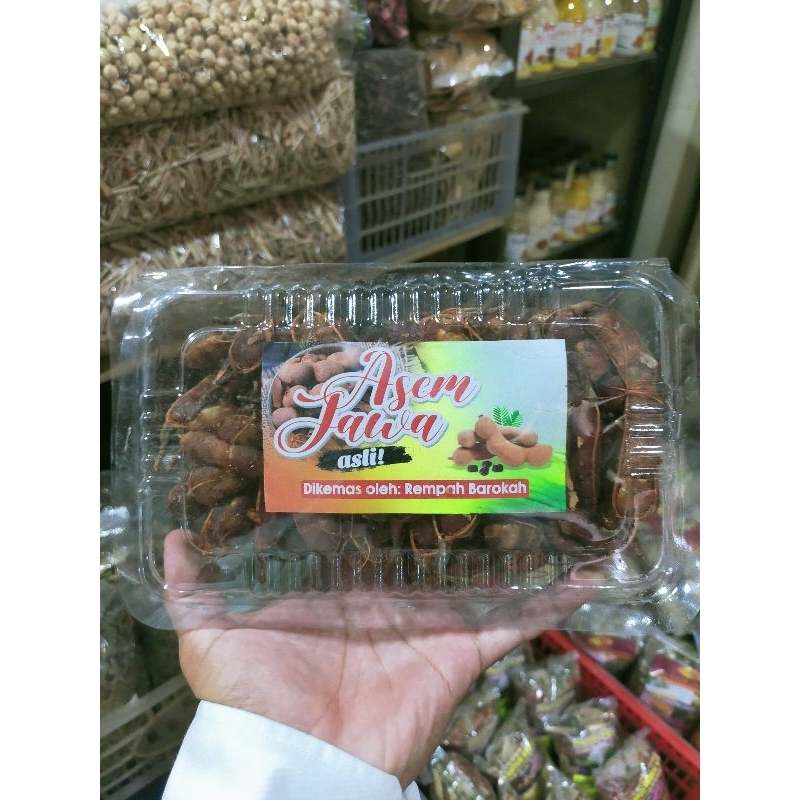 Asem
Jawa
asli!
Dikemas oleh: Rempah Barokah